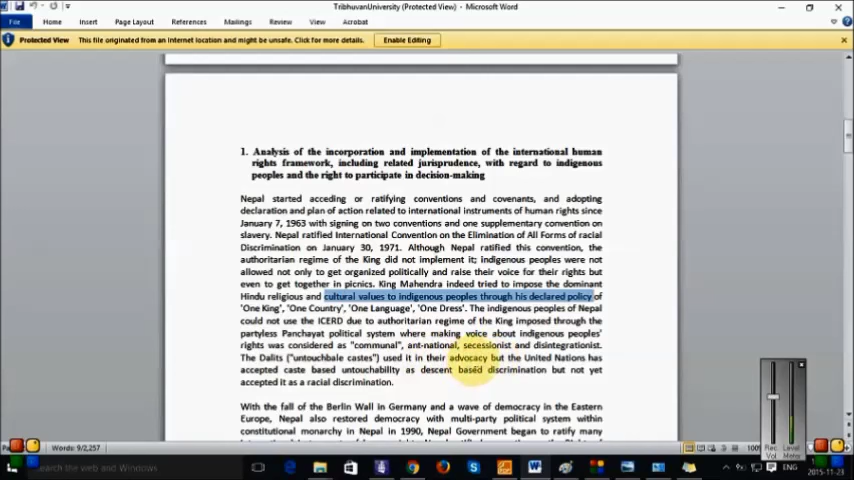 TribhuvanUniversity (Protected View) - Microsoft Word
File Home Insert Page Layout References Mailings Review View Acrobat
Protected View This file originated from an Internet location and might be unsafe. Click for more details. Enable Editing
1. Analysis of the incorporation and implementation of the international human
rights framework, including related jurisprudence, with regard to indigenous
peoples and the right to participate in decision-making
Nepal started acceding or ratifying conventions and covenants, and adopting
declaration and plan of action related to international instruments of human rights since
January 7, 1963 with signing on two conventions and one supplementary convention on
slavery. Nepal ratified International Convention on the Elimination of All Forms of racial
Discrimination on January 30, 1971. Although Nepal ratified this convention, the
authoritarian regime of the King did not implement it; indigenous peoples were not
allowed not only to get organized politically and raise their voice for their rights but
even to get together in picnics. King Mahendra indeed tried to impose the dominant
Hindu religious and cultural values to indigenous peoples through his declared policy of
'One King', 'One Country', 'One Language', 'One Dress'. The indigenous peoples of Nepal
could not use the ICERD due to authoritarian regime of the King imposed through the
partyless Panchayat political system where making voice about indigenous peoples'
rights was considered as "communal", ant-national, secessionist and disintegrationist.
The Dalits ("untouchbale castes") used it in their advocacy but the United Nations has
accepted caste based untouchability as descent based discrimination but not yet
accepted it as a racial discrimination.
With the fall of the Berlin Wall in Germany and a wave of democracy in the Eastern
Europe, Nepal also restored democracy with multi-party political system within
constitutional monarchy in Nepal in 1990, Nepal Government began to ratify many
Words: 9/2,257
Rec Level
Vol Meter
Search the web and Windows
ENG
2015-11-23